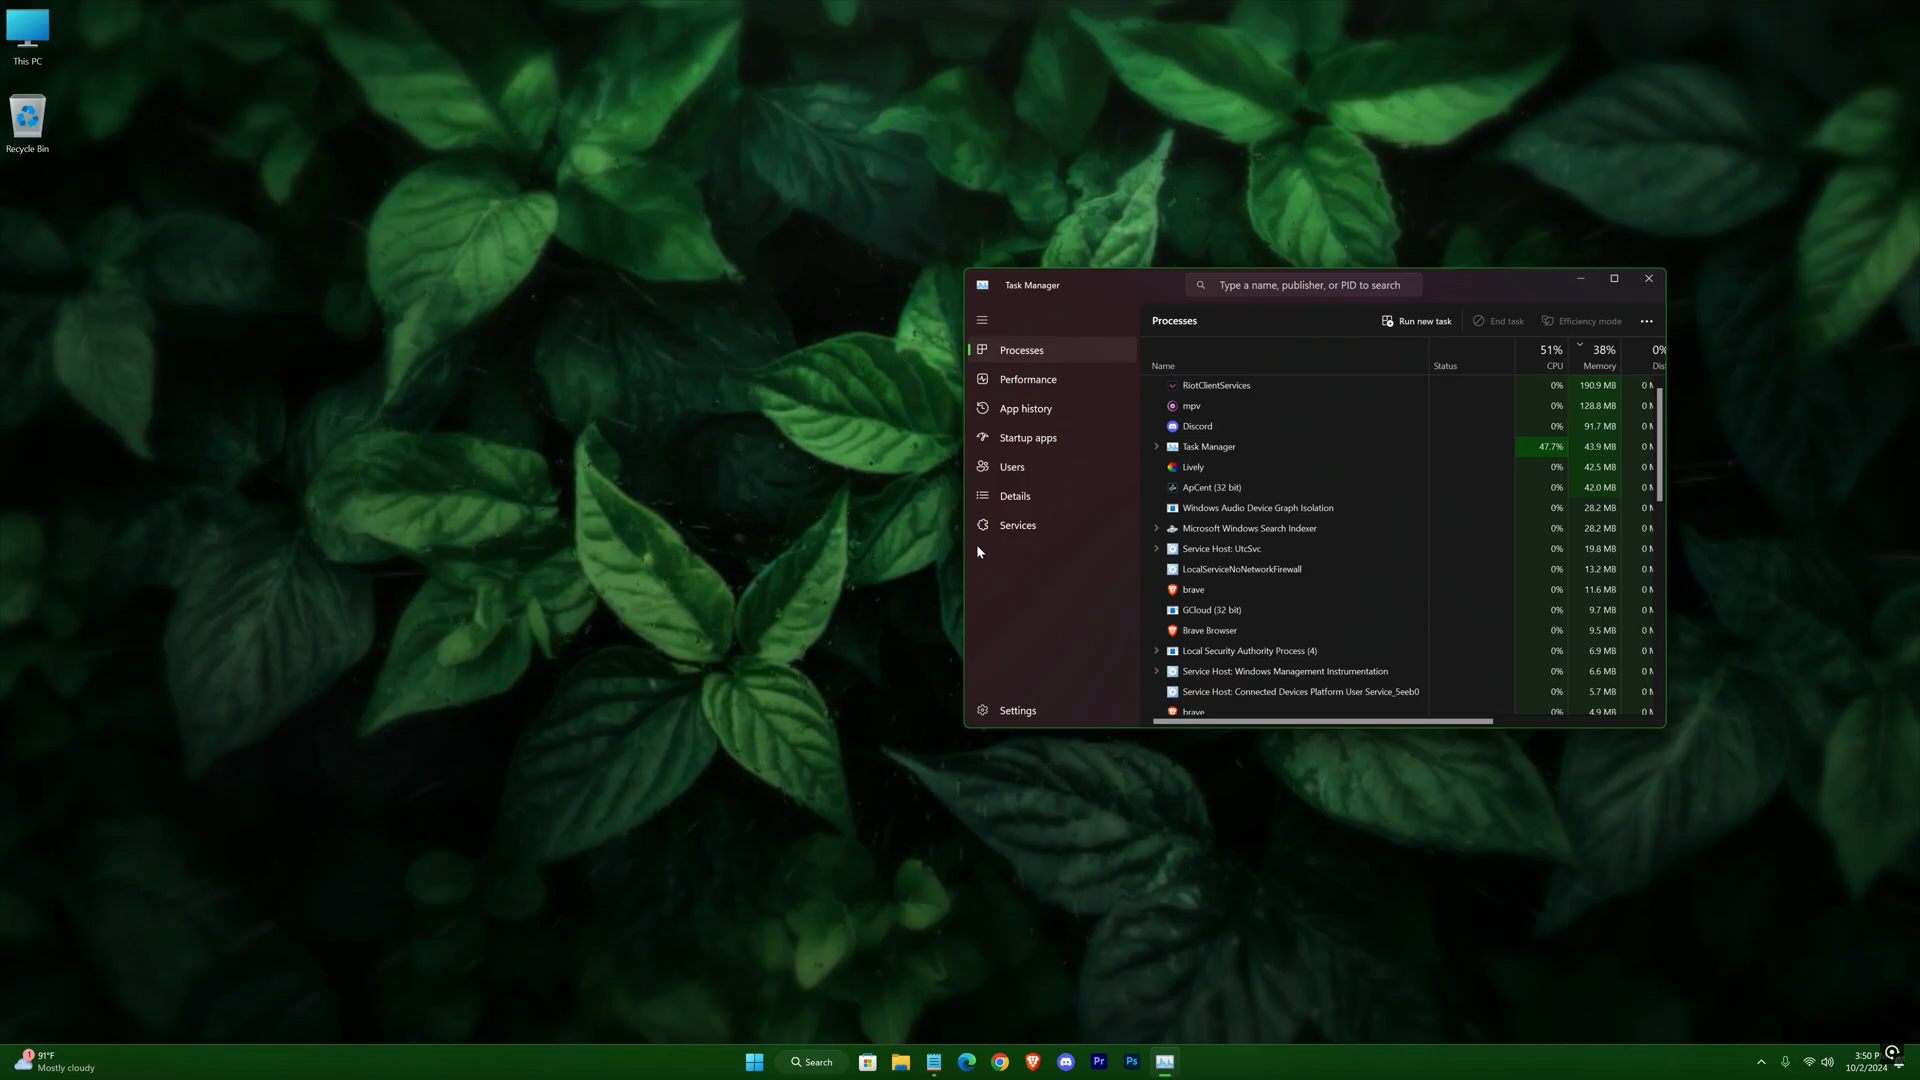 This PC
Recycle Bin
Task Manager
Type a name, publisher, or PID to search
Processes
Run new task
End task
Efficiency mode
Processes
Performance
App history
Startup apps
Users
Details
Services
Settings
51% 38% 0%
Name Status CPU Memory Dis
RiotClientServices 0% 190.9 MB 0 M
mpv 0% 128.8 MB 0 M
Discord 0% 91.7 MB 0 M
Task Manager 47.7% 43.9 MB 0 M
Lively 0% 42.5 MB 0 M
ApCent (32 bit) 0% 42.0 MB 0 M
Windows Audio Device Graph Isolation 0% 28.2 MB 0 M
Microsoft Windows Search Indexer 0% 28.2 MB 0 M
Service Host: UtcSvc 0% 19.8 MB 0 M
LocalServiceNoNetworkFirewall 0% 13.2 MB 0 M
brave 0% 11.6 MB 0 M
GCloud (32 bit) 0% 9.7 MB 0 M
Brave Browser 0% 9.5 MB 0 M
Local Security Authority Process (4) 0% 6.9 MB 0 M
Service Host: Windows Management Instrumentation 0% 6.6 MB 0 M
Service Host: Connected Devices Platform User Service_5eeb0 0% 5.7 MB 0 M
brave 0% 4.9 MB 0 M
1
91°F
Mostly cloudy
Search
Pr
Ps
3:50 P
10/2/2024